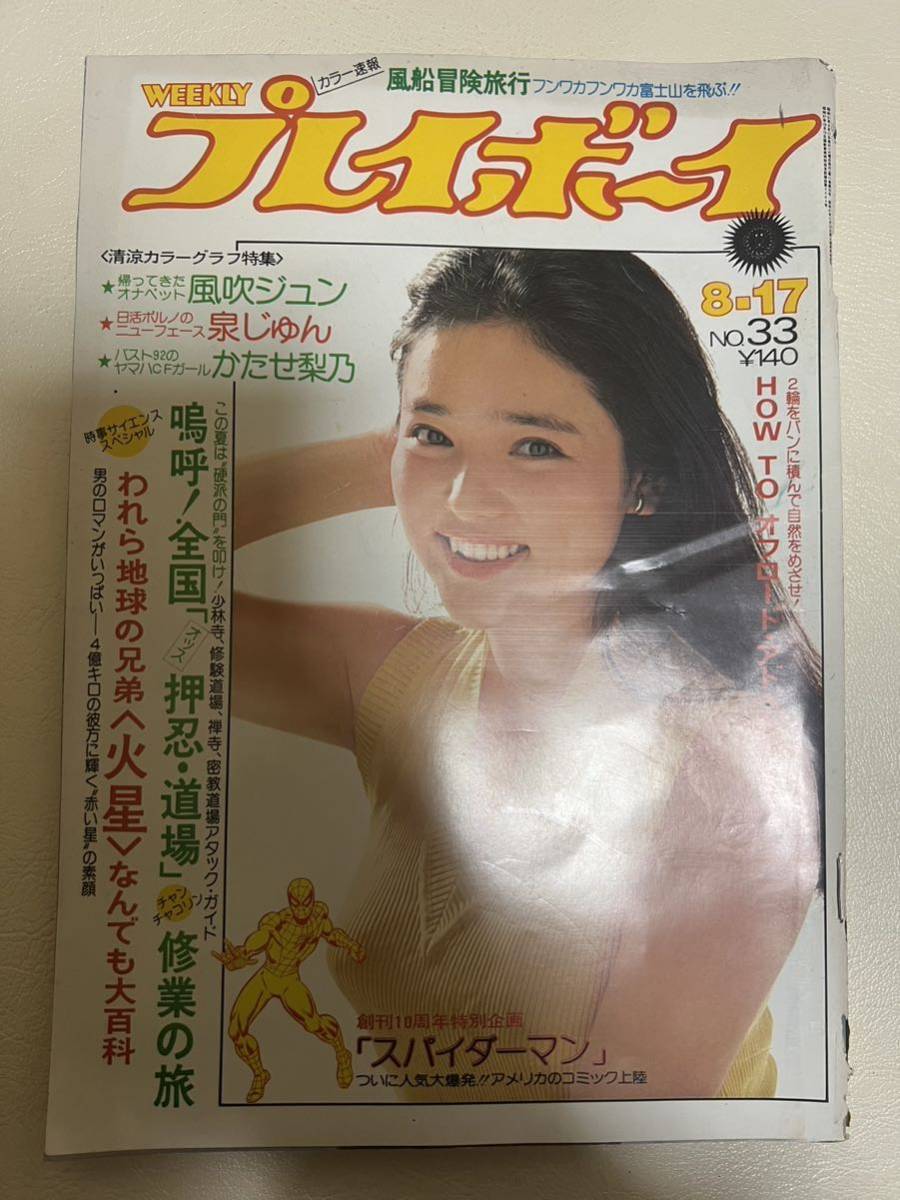 カラー速報
風船冒険旅行フンワカフンワカ富士山を飛ぶ!!
WEEKLY
プレイボーイ
8・17
NO.33
¥140
〈清涼カラーグラフ特集〉
★帰ってきた
オナペット
風吹ジュン
★日活ポルノの
ニューフェース
泉じゅん
★バスト92の
ヤマハCFガール
かたせ梨乃
2輪をバンに積んで自然をめざせ!
HOW TO オフロード・
この夏は“硬派の門”を叩け!少林寺、修験道場、禅寺、密教道場アタック・ガイド
嗚呼!全国「押忍・道場」
オッス
チャンチャコリン
修業の旅
時事サイエンス
スペシャル
われら地球の兄弟〈火星〉なんでも大百科
男のロマンがいっぱい―4億キロの彼方に輝く“赤い星”の素顔
創刊10周年特別企画
「スパイダーマン」
ついに人気大爆発!!アメリカのコミック上陸